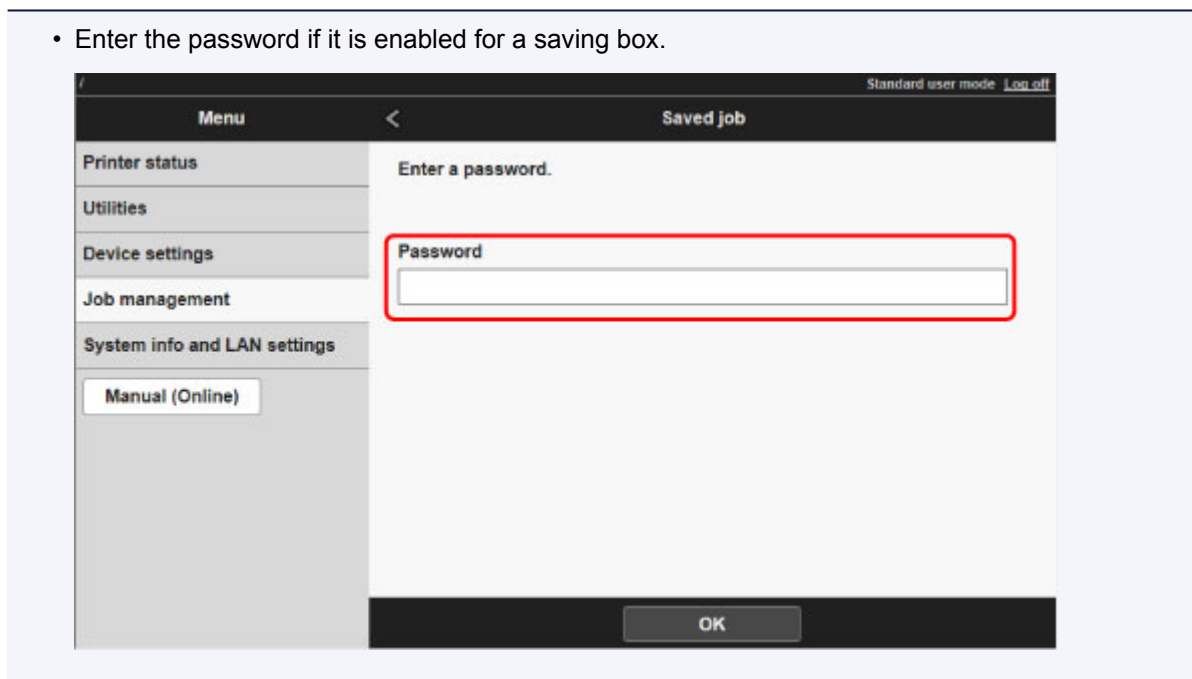 • Enter the password if it is enabled for a saving box.
/
Standard user mode Log off
Menu
< Saved job
Printer status
Utilities
Device settings
Job management
System info and LAN settings
Manual (Online)
Enter a password.
Password
OK